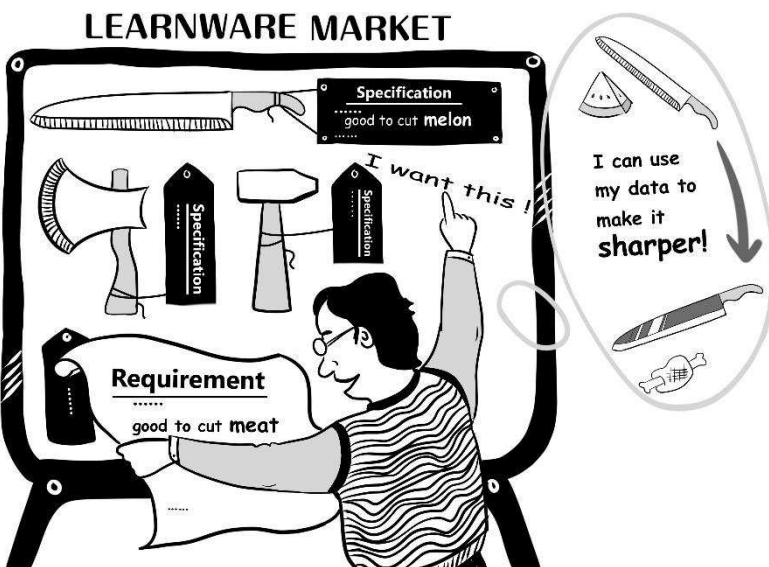 LEARNWARE MARKET
Specification
......
good to cut melon
......
I want this !
Specification
......
Specification
......
I can use
my data to
make it
sharper!
Requirement
......
good to cut meat
......
......